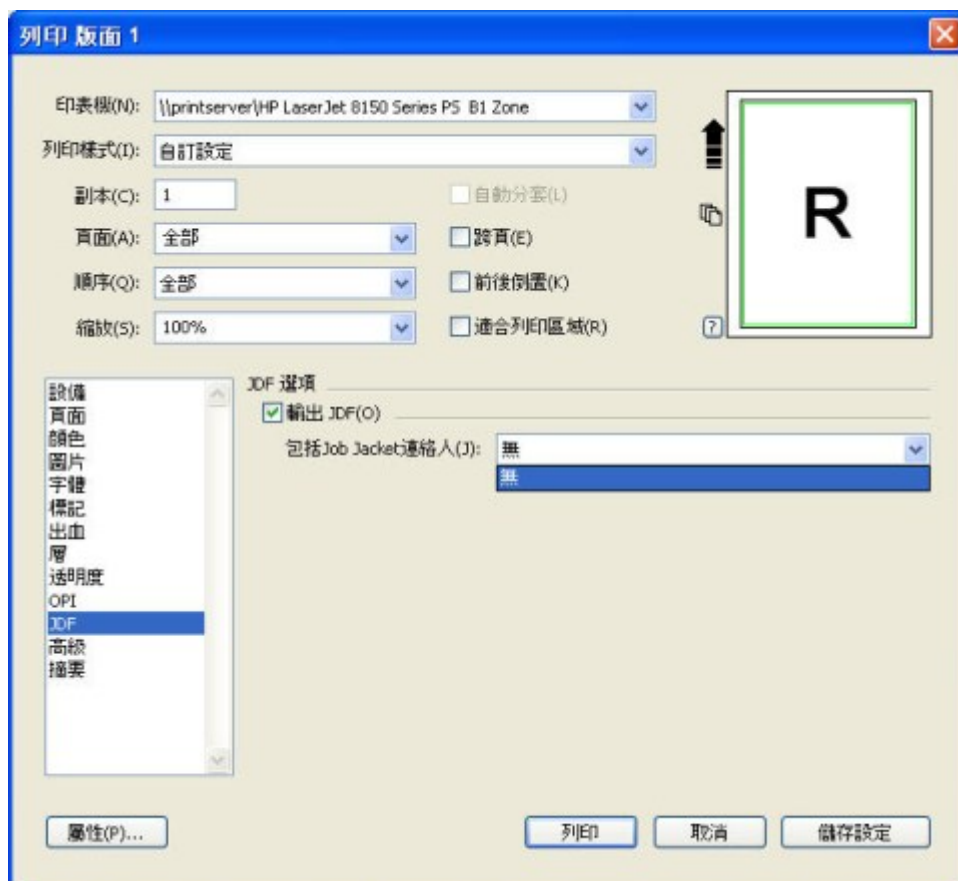 列印 版面 1
印表機(N): \\printserver\HP LaserJet 8150 Series PS B1 Zone
列印樣式(I): 自訂設定
副本(C): 1 自動分套(L)
頁面(A): 全部 跨頁(E)
順序(Q): 全部 前後倒置(K)
縮放(S): 100% 適合列印區域(R)
R
?
設備
頁面
顏色
圖片
字體
標記
出血
層
透明度
OPI
JDF
高級
摘要
JDF 選項
輸出 JDF(O)
包括Job Jacket連絡人(J): 無
無
屬性(P)... 列印 取消 儲存設定